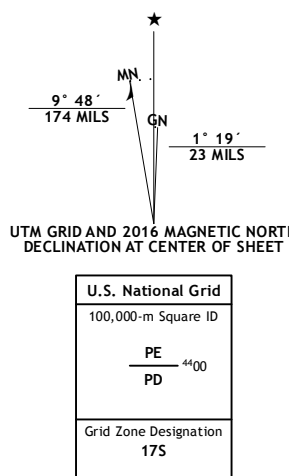 ★
MN
9° 48´
174 MILS
GN
1° 19´
23 MILS
UTM GRID AND 2016 MAGNETIC NORTH
DECLINATION AT CENTER OF SHEET
U.S. National Grid
100,000-m Square ID
PE
4400
PD
Grid Zone Designation
17S